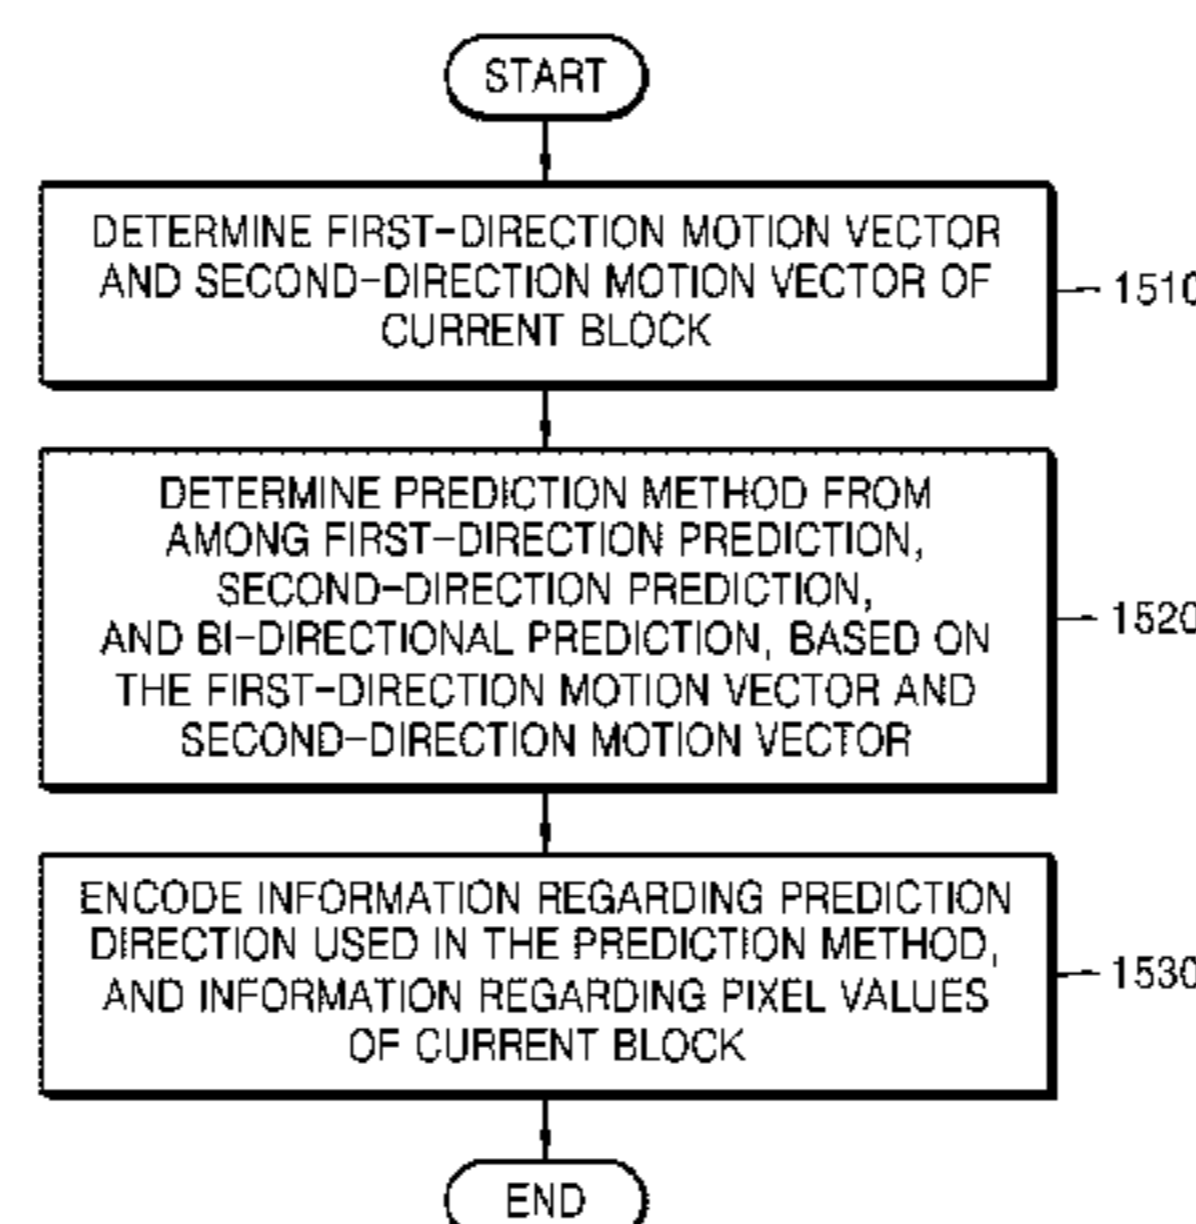 START
DETERMINE FIRST-DIRECTION MOTION VECTOR
AND SECOND-DIRECTION MOTION VECTOR OF
CURRENT BLOCK
1510
DETERMINE PREDICTION METHOD FROM
AMONG FIRST-DIRECTION PREDICTION,
SECOND-DIRECTION PREDICTION,
AND BI-DIRECTIONAL PREDICTION, BASED ON
THE FIRST-DIRECTION MOTION VECTOR AND
SECOND-DIRECTION MOTION VECTOR
1520
ENCODE INFORMATION REGARDING PREDICTION
DIRECTION USED IN THE PREDICTION METHOD,
AND INFORMATION REGARDING PIXEL VALUES
OF CURRENT BLOCK
1530
END